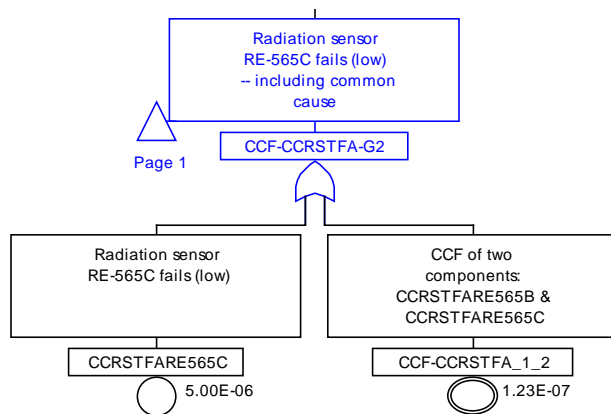 Radiation sensor
RE-565C fails (low)
-- including common
cause
Page 1
CCF-CCRSTFA-G2
Radiation sensor
RE-565C fails (low)
CCF of two
components:
CCRSTFARE565B &
CCRSTFARE565C
CCRSTFARE565C
CCF-CCRSTFA_1_2
5.00E-06
1.23E-07